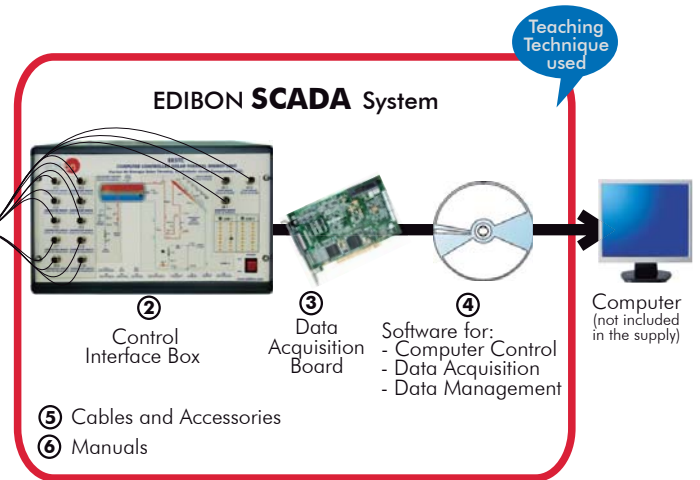 Teaching
Technique
used
EDIBON SCADA System
② 
Control
Interface Box
③
Data
Acquisition
Board
④
Software for:
- Computer Control
- Data Acquisition
- Data Management
Computer
(not included
in the supply)
⑤ Cables and Accessories
⑥ Manuals